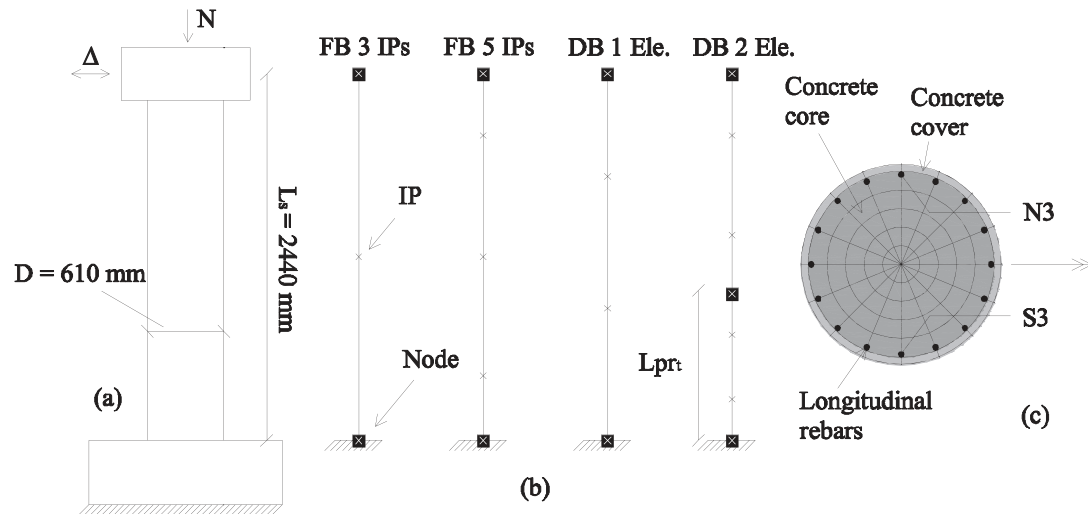 N
Δ
D = 610 mm
Ls = 2440 mm
(a)
FB 3 IPs
FB 5 IPs
DB 1 Ele.
DB 2 Ele.
IP
Node
Lprt
(b)
Concrete
core
Concrete
cover
N3
S3
Longitudinal
rebars
(c)